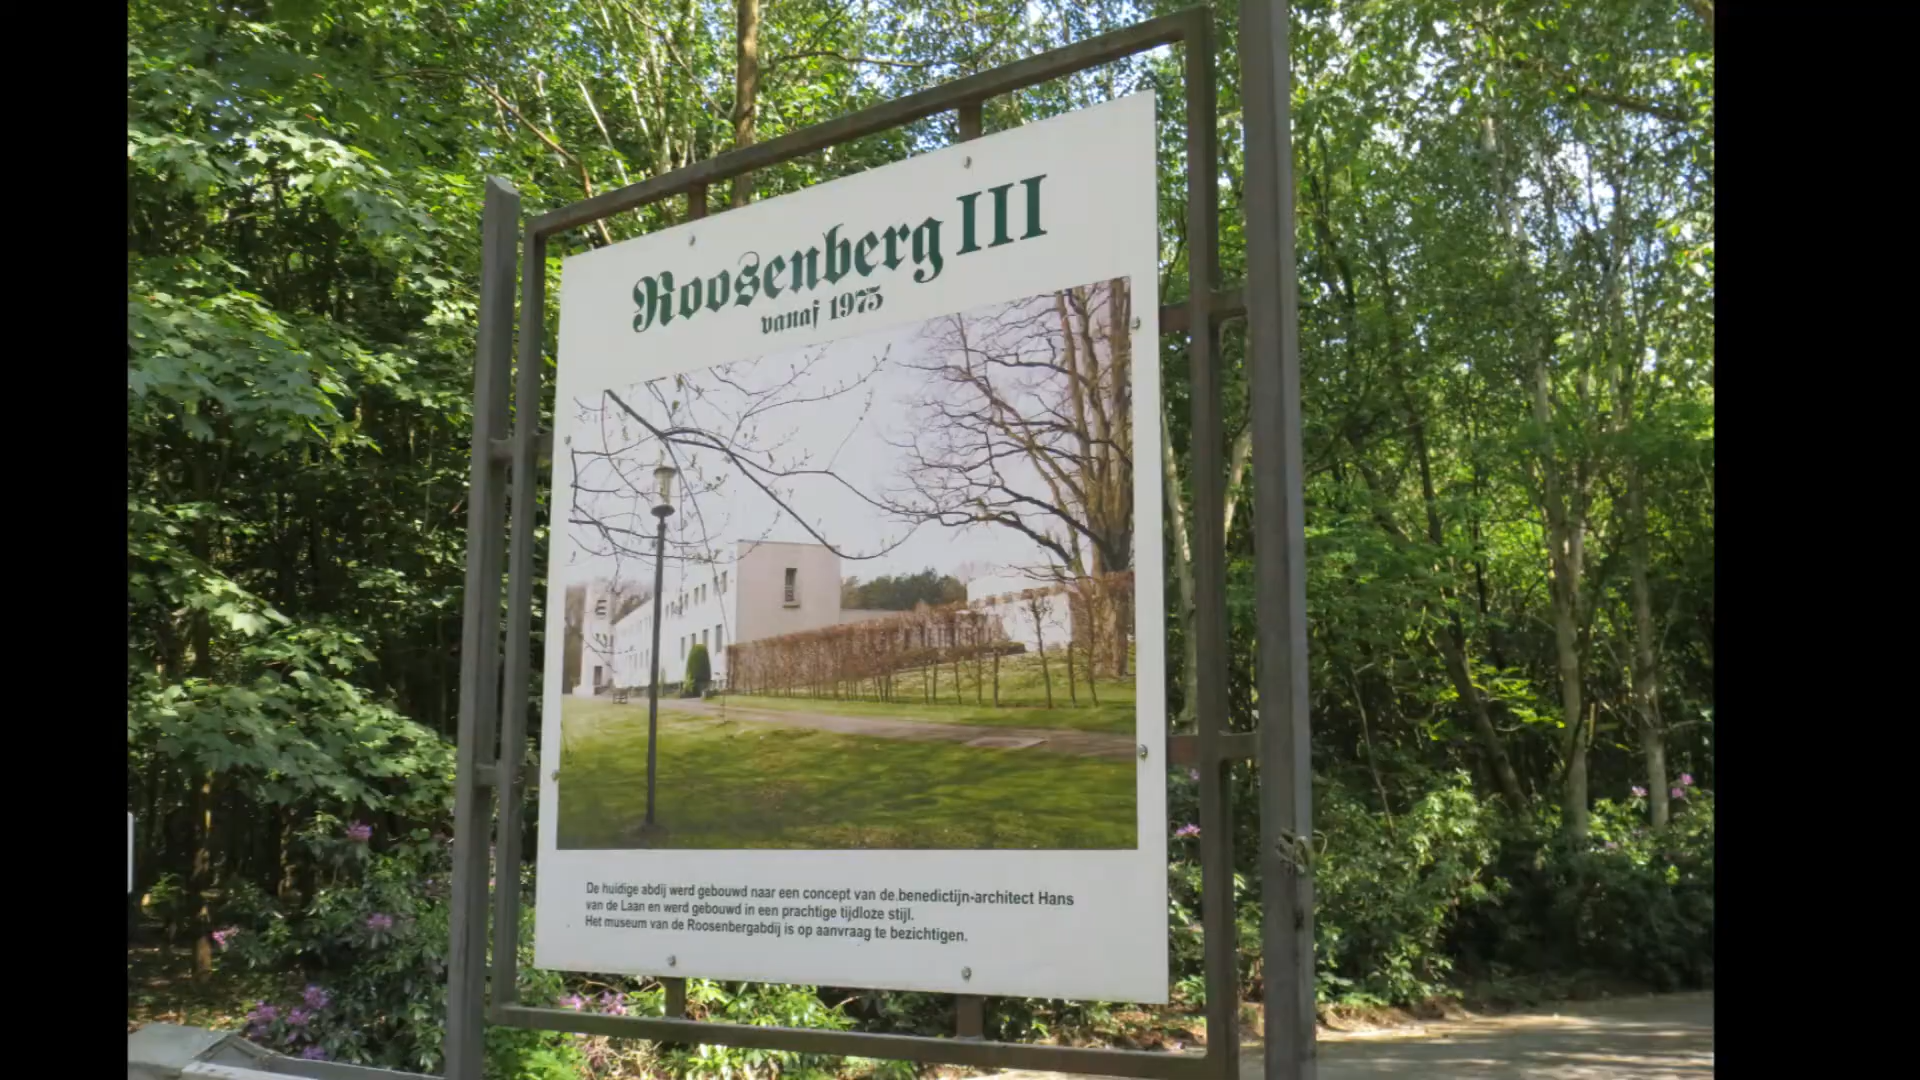 Roosenberg III
vanaf 1975
De huidige abdij werd gebouwd naar een concept van de benedictijn-architect Hans
van de Laan en werd gebouwd in een prachtige tijdloze stijl.
Het museum van de Roosenbergabdij is op aanvraag te bezichtigen.